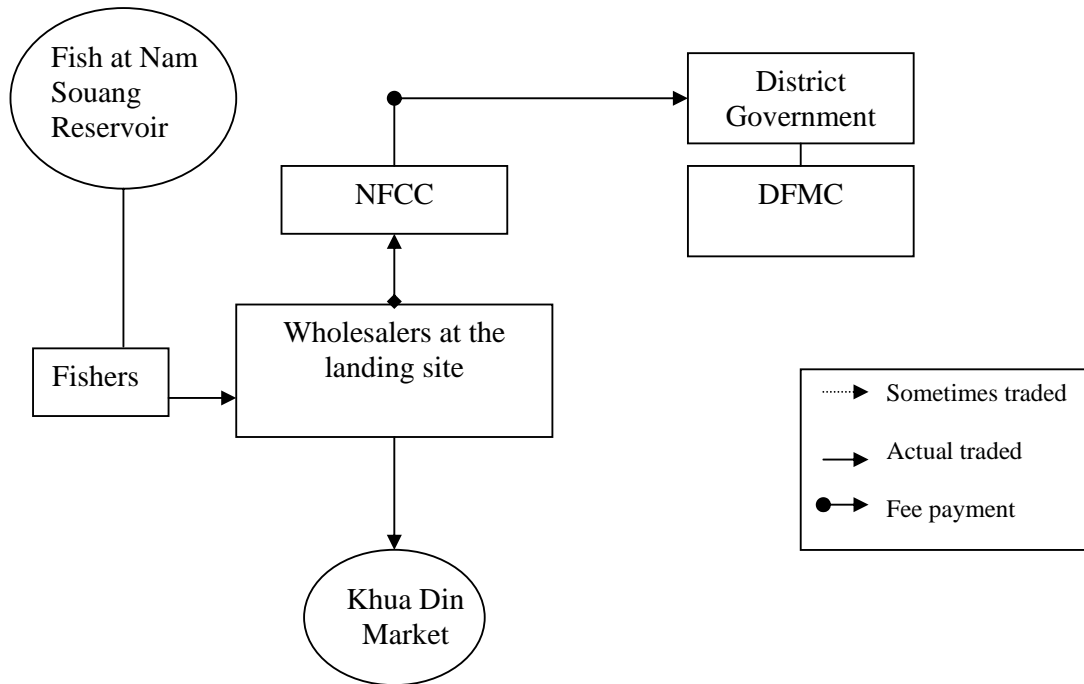 Fish at Nam
Souang
Reservoir
District
Government
NFCC
DFMC
Wholesalers at the
landing site
Fishers
Sometimes traded
Actual traded
Fee payment
Khua Din
Market